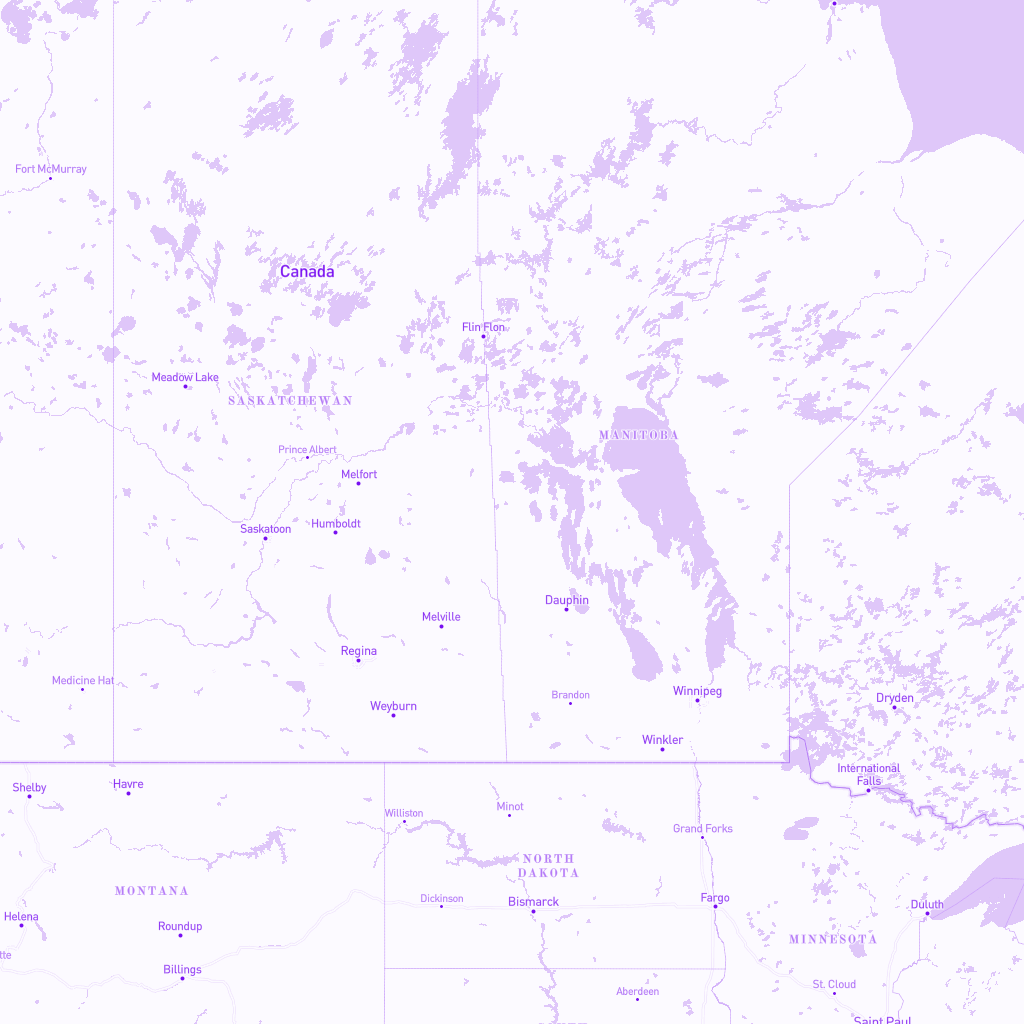 Fort McMurray
Canada
Flin Flon
Meadow Lake
SASKATCHEWAN
MANITOBA
Prince Albert
Melfort
Humboldt
Saskatoon
Dauphin
Melville
Regina
Medicine Hat
Winnipeg
Brandon
Dryden
Weyburn
Winkler
International
Falls
Shelby
Havre
Williston
Minot
Grand Forks
NORTH
DAKOTA
MONTANA
Dickinson
Bismarck
Fargo
Duluth
Helena
Roundup
MINNESOTA
tte
Billings
St. Cloud
Aberdeen
Saint Paul